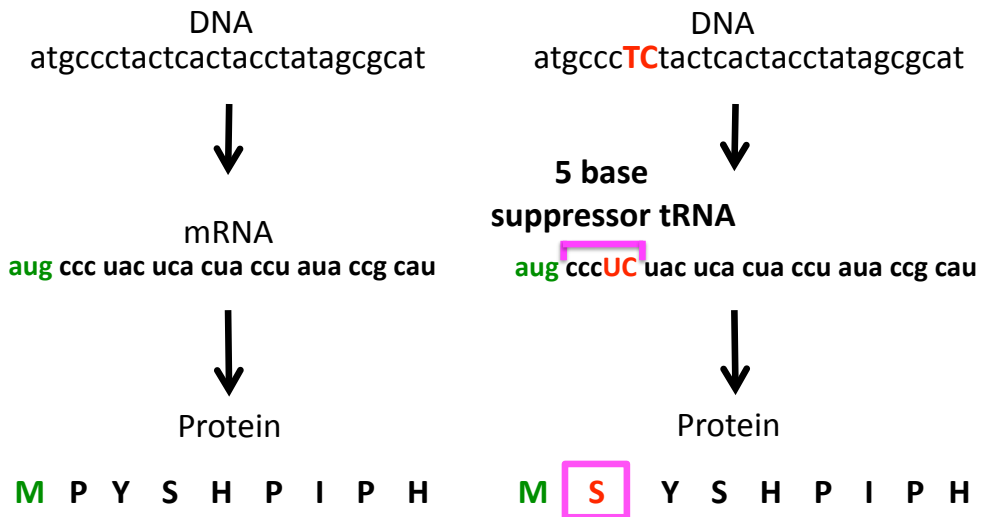 DNA
atgccctactcactacctatagcgcat
mRNA
aug ccc uac uca cua ccu aua ccg cau
Protein
M P Y S H P I P H
DNA
atgcccTCtactcactacctatagcgcat
5 base
suppressor tRNA
aug cccUC uac uca cua ccu aua ccg cau
Protein
M S Y S H P I P H